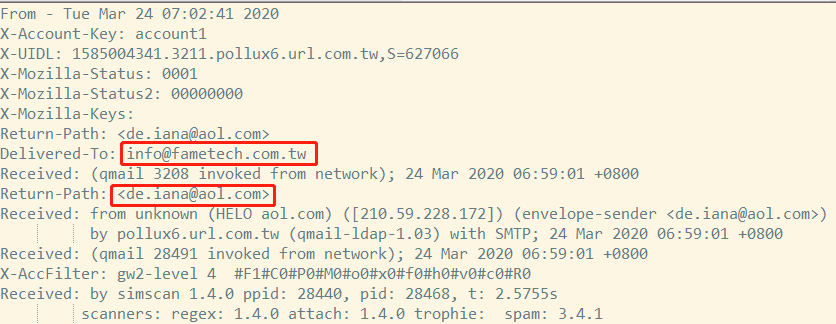 From - Tue Mar 24 07:02:41 2020
X-Account-Key: account1
X-UIDL: 1585004341.3211.pollux6.url.com.tw,S=627066
X-Mozilla-Status: 0001
X-Mozilla-Status2: 00000000
X-Mozilla-Keys:
Return-Path: <de.iana@aol.com>
Delivered-To: info@fametech.com.tw
Received: (qmail 3208 invoked from network); 24 Mar 2020 06:59:01 +0800
Return-Path: <de.iana@aol.com>
Received: from unknown (HELO aol.com) ([210.59.228.172]) (envelope-sender <de.iana@aol.com>)
by pollux6.url.com.tw (qmail-ldap-1.03) with SMTP; 24 Mar 2020 06:59:01 +0800
Received: (qmail 28491 invoked from network); 24 Mar 2020 06:59:01 +0800
X-AccFilter: gw2-level 4  #F1#C0#P0#M0#o0#x0#f0#h0#v0#c0#R0
Received: by simscan 1.4.0 ppid: 28440, pid: 28468, t: 2.5755s
scanners: regex: 1.4.0 attach: 1.4.0 trophie:  spam: 3.4.1